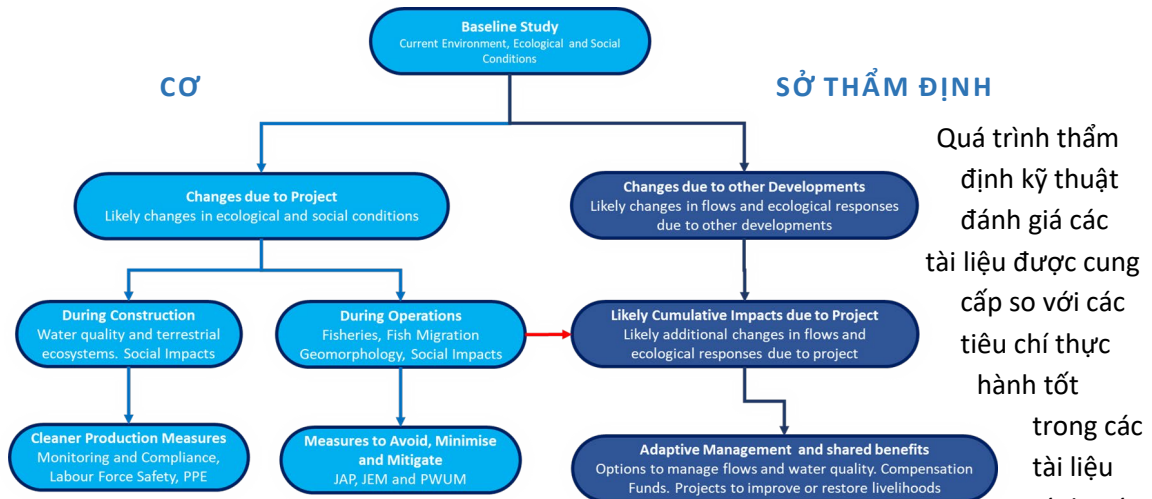 Baseline Study
Current Environment, Ecological and Social
Conditions
CƠ
SỞ THẨM ĐỊNH
Changes due to Project
Likely changes in ecological and social conditions
Changes due to other Developments
Likely changes in flows and ecological responses
due to other developments
During Construction
Water quality and terrestrial
ecosystems. Social Impacts
During Operations
Fisheries, Fish Migration
Geomorphology, Social Impacts
Likely Cumulative Impacts due to Project
Likely additional changes in flows and
ecological responses due to project
Cleaner Production Measures
Monitoring and Compliance,
Labour Force Safety, PPE
Measures to Avoid, Minimise
and Mitigate
JAP, JEM and PWUM
Adaptive Management and shared benefits
Options to manage flows and water quality. Compensation
Funds. Projects to improve or restore livelihoods
Quá trình thẩm
định kỹ thuật
đánh giá các
tài liệu được cung
cấp so với các
tiêu chí thực
hành tốt
trong các
tài liệu